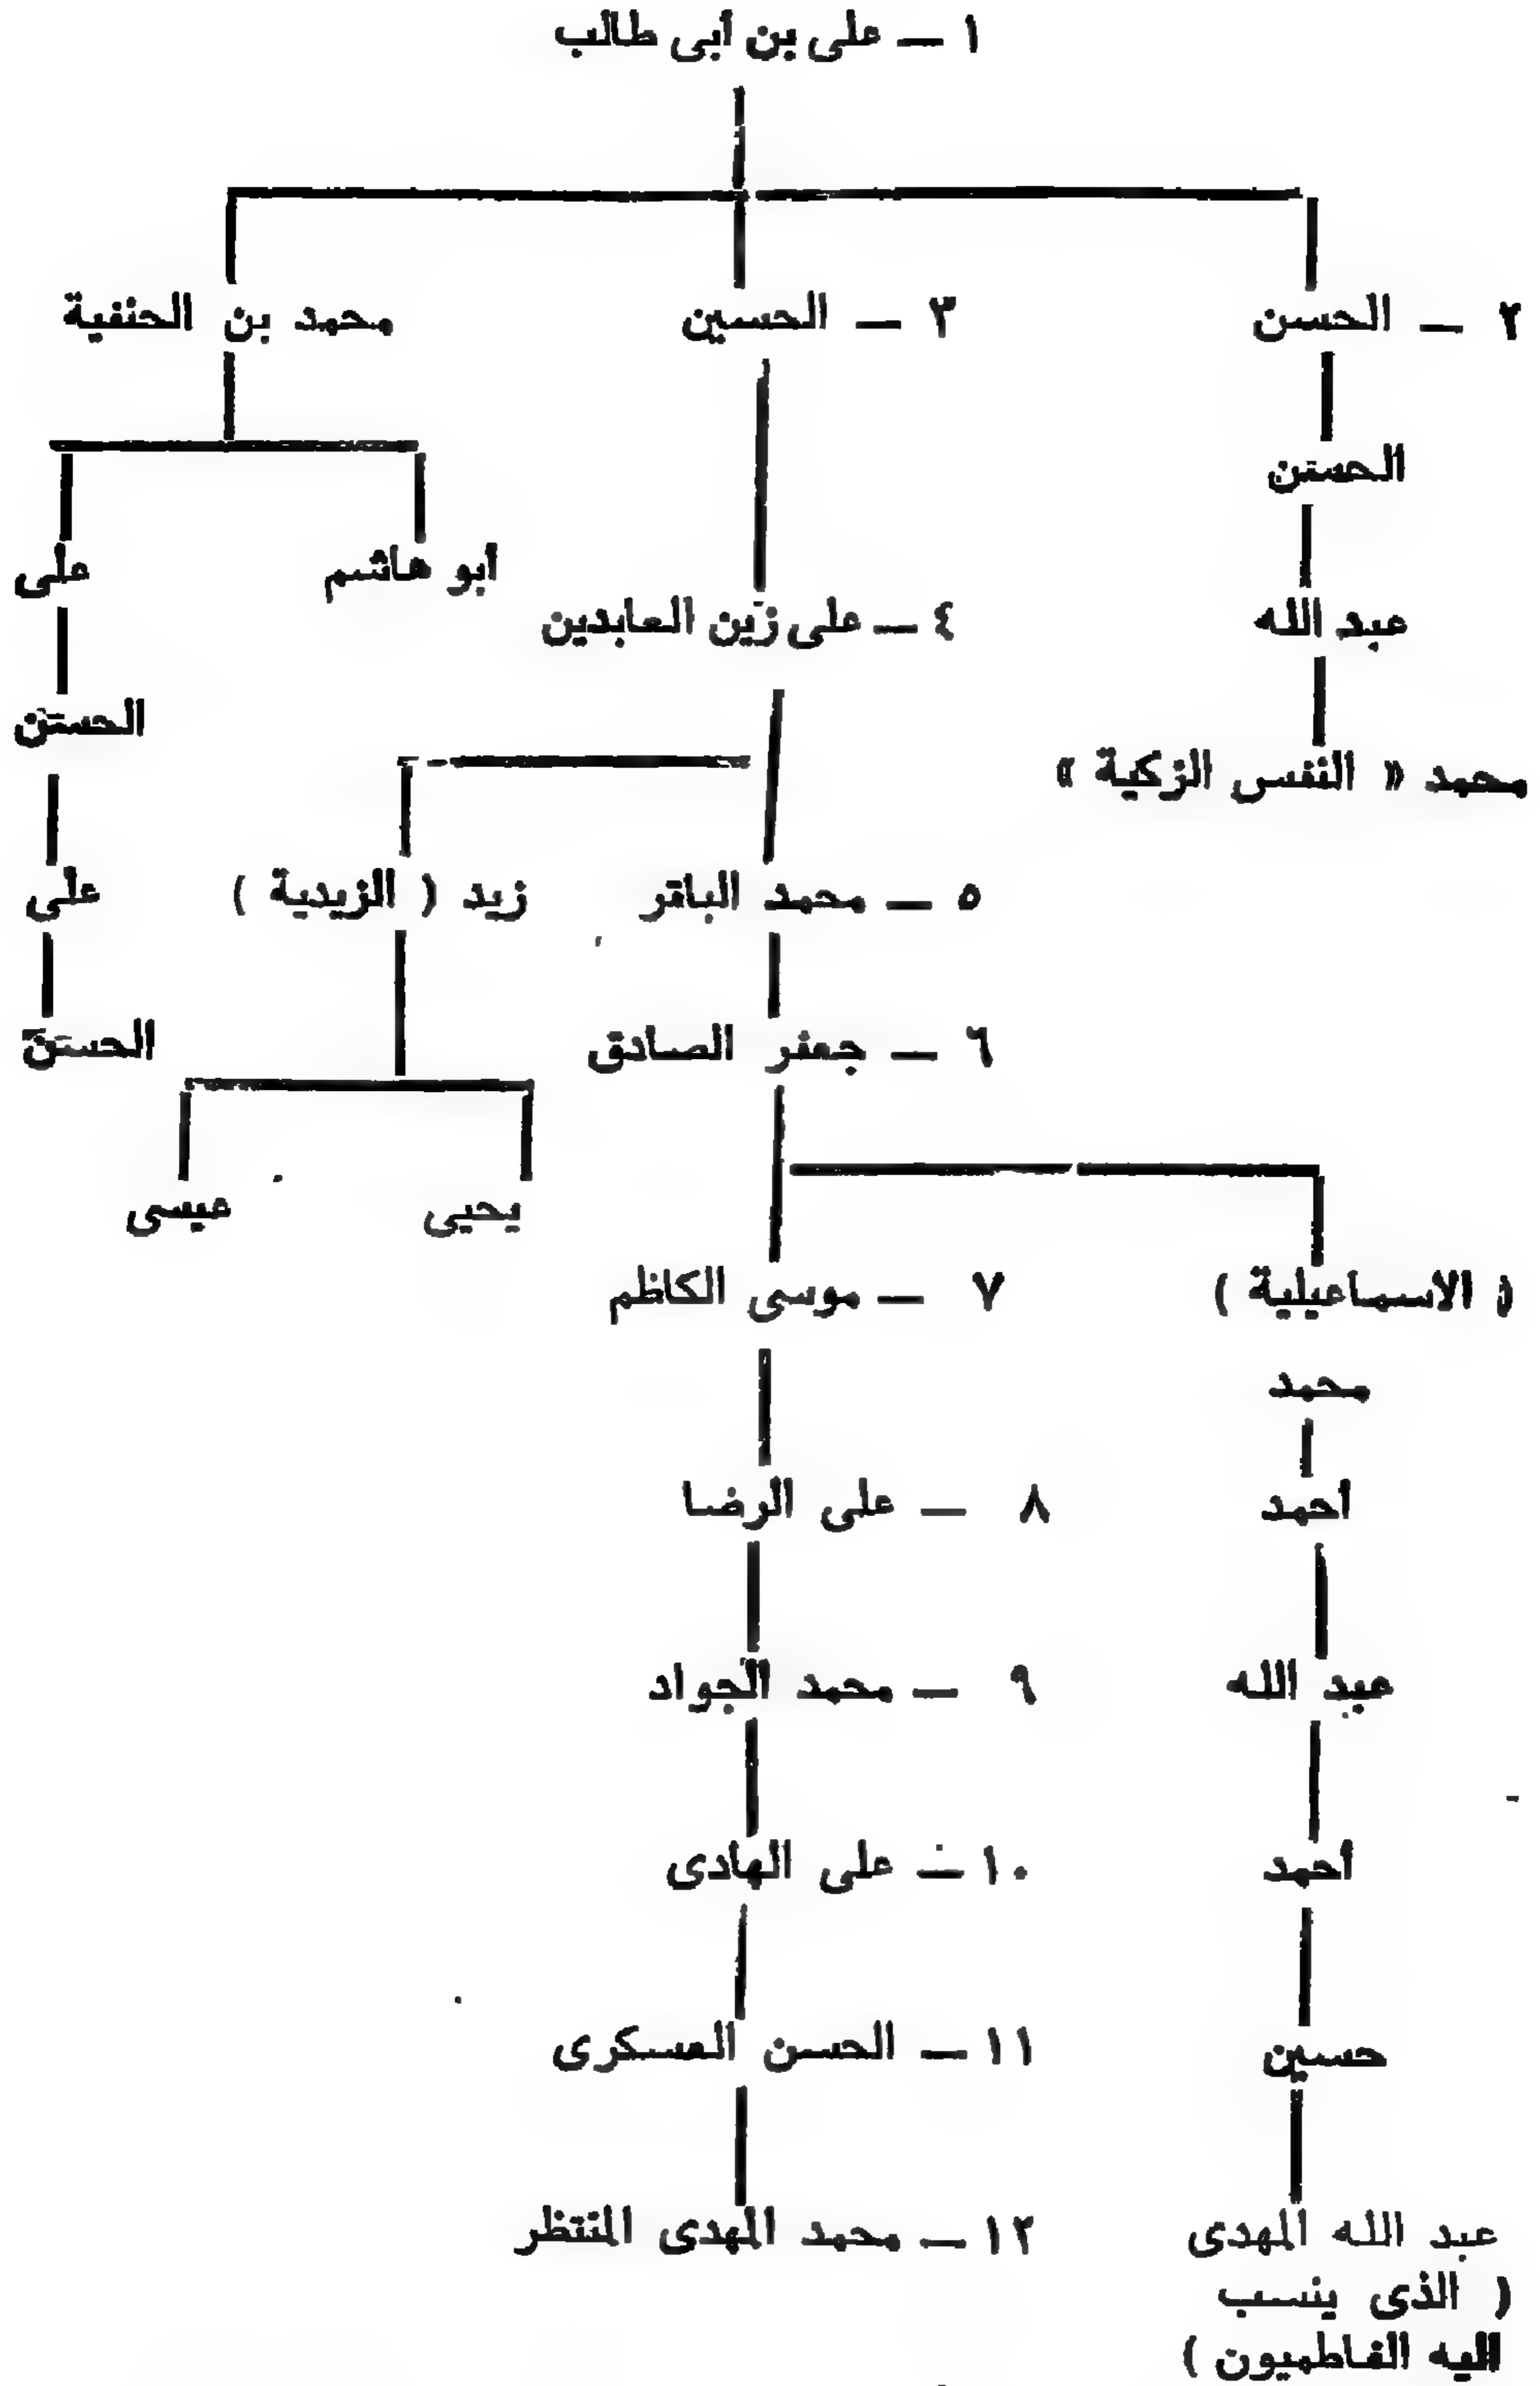 ١ — على بن أبى طالب
٢ — الحسن
٣ — الحسين
محمد بن الحنفية
الحسن
أبو هاشم
على
عبد الله
٤ — على زين العابدين
الحسن
محمد « النفس الزكية »
٥ — محمد الباقر
زيد ( الزيدية )
على
٦ — جعفر الصادق
الحسن
يحيى
عيسى
( الاسماعيلية )
٧ — موسى الكاظم
محمد
أحمد
٨ — على الرضا
عبد الله
٩ — محمد الجواد
أحمد
١٠ — على الهادى
حسين
١١ — الحسن العسكرى
عبد الله المهدى
( الذى ينسب
اليه الفاطميون )
١٢ — محمد المهدى المنتظر